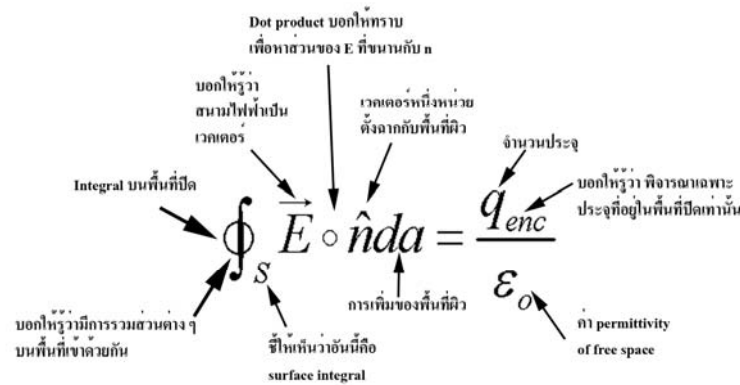 Dot product บอกให้ทราบ
เพื่อหาส่วนของ E ที่ขนานกับ n
บอกให้รู้ว่า
สนามไฟฟ้าเป็น
เวคเตอร์
เวคเตอร์หนึ่งหน่วย
ตั้งฉากกับพื้นที่ผิว
จำนวนประจุ
Integral บนพื้นที่ปิด
บอกให้รู้ว่า พิจารณาเฉพาะ
ประจุที่อยู่ในพื้นที่ปิดเท่านั้น
∮_S E⃗ ∘ n̂da = q_enc / ε_o
การเพิ่มของพื้นที่ผิว
บอกให้รู้ว่ามีการรวมส่วนต่าง ๆ
บนพื้นที่เข้าด้วยกัน
ชี้ให้เห็นว่าอันนี้คือ
surface integral
ค่า permittivity
of free space